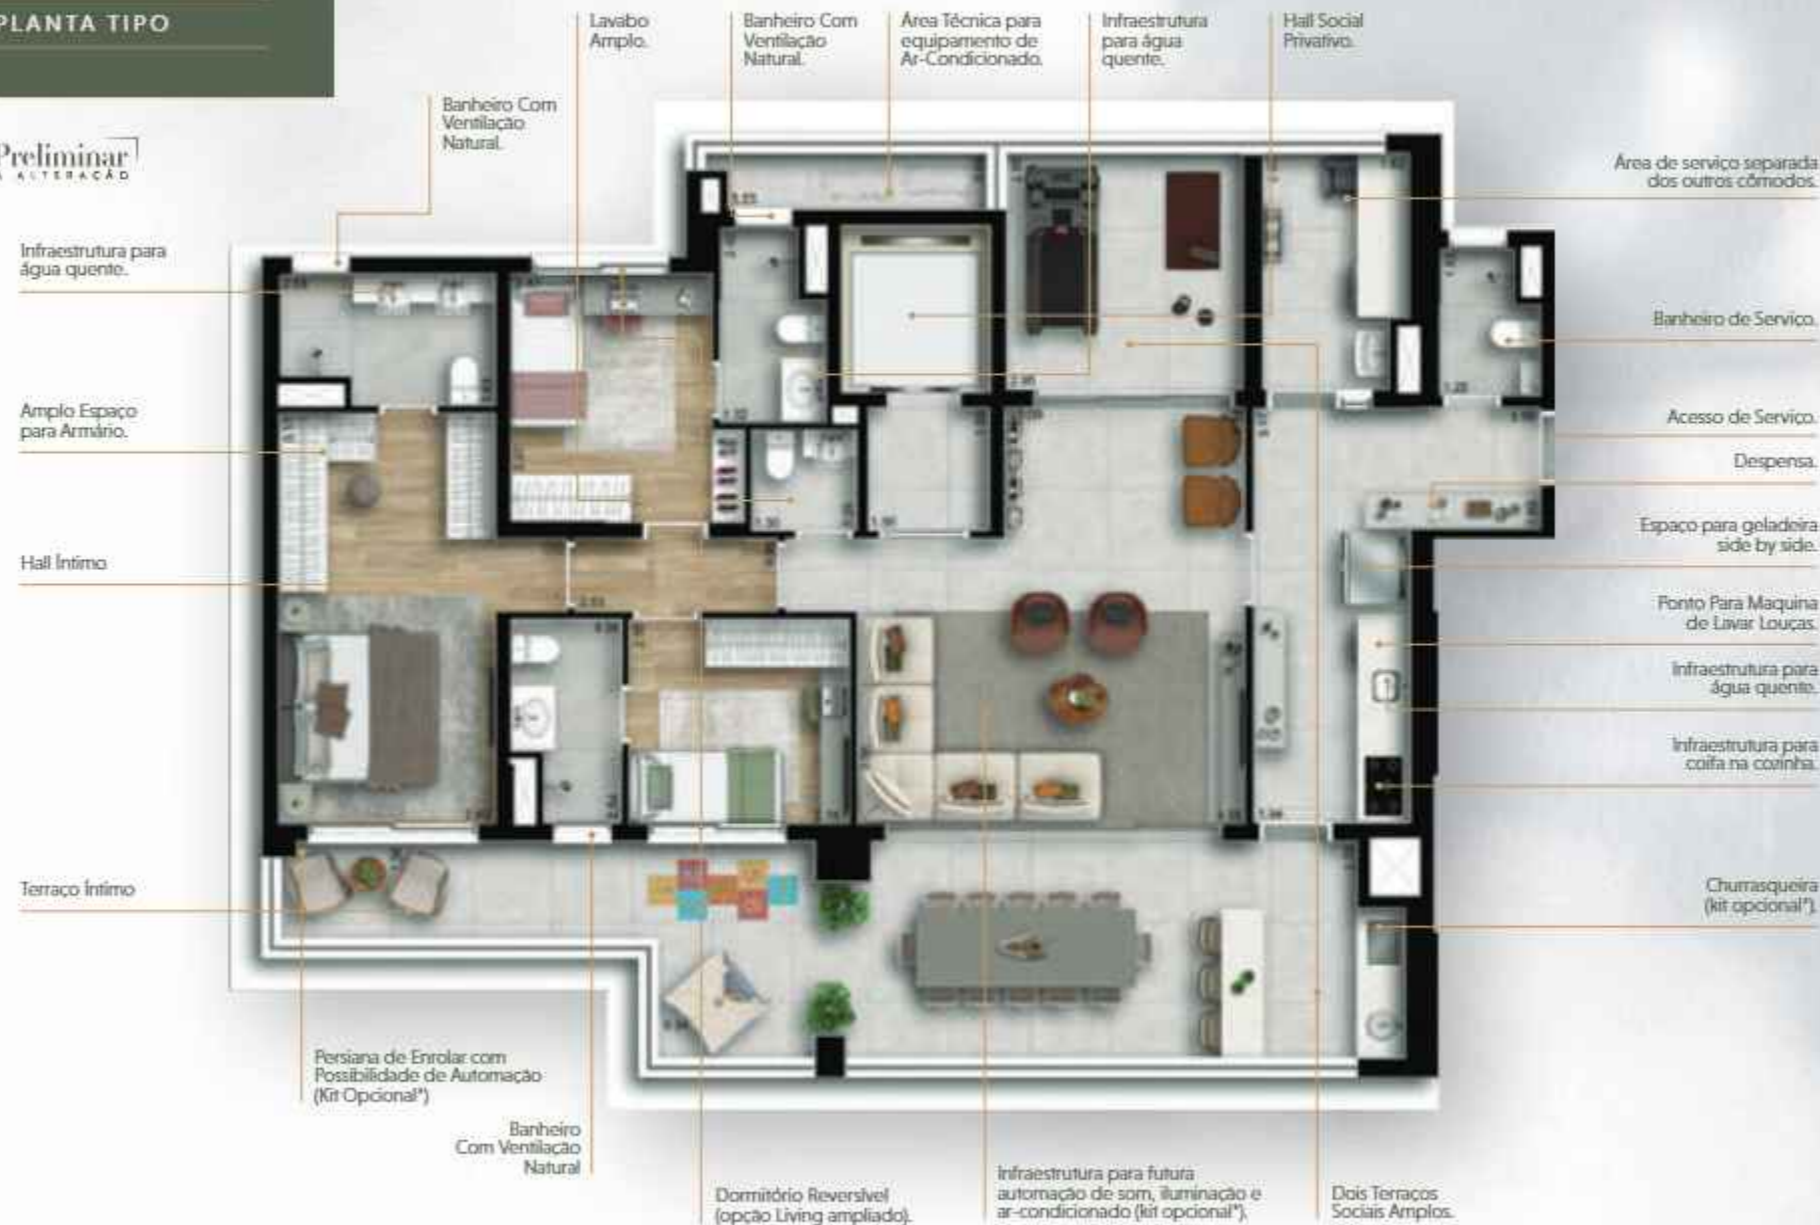 PLANTA TIPO
Preliminar
Lavabo
Amplo.
Banheiro Com
Ventilação
Natural.
Área Técnica para
equipamento de
Ar-Condicionado.
Infraestrutura
para água
quente.
Hall Social
Privativo.
Banheiro Com
Ventilação
Natural.
Infraestrutura para
água quente.
Amplo Espaço
para Armário.
Hall Íntimo
Terraço Íntimo
Área de serviço separada
dos outros cômodos.
Banheiro de Serviço.
Acesso de Serviço.
Despensa.
Espaço para geladeira
side by side.
Ponto Para Maquina
de Lavar Louças.
Infraestrutura para
água quente.
Infraestrutura para
coifa na cozinha.
Churrasqueira
(kit opcional*).
Persiana de Enrolar com
Possibilidade de Automação
(Kit Opcional*)
Banheiro
Com Ventilação
Natural
Dormitório Reversível
(opção Living ampliado).
Infraestrutura para futura
automação de som, iluminação e
ar-condicionado (kit opcional*).
Dois Terraços
Sociais Amplos.